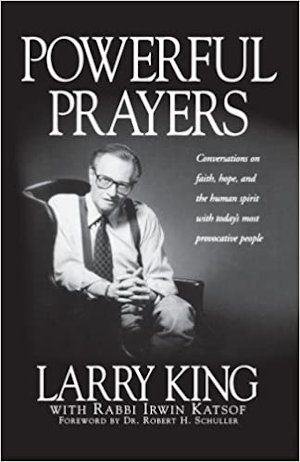 POWERFUL
PRAYERS
Conversations on
faith, hope, and
the human spirit
with today's most
provocative people
LARRY KING
WITH RABBI IRWIN KATSOF
FOREWORD BY DR. ROBERT H. SCHULLER